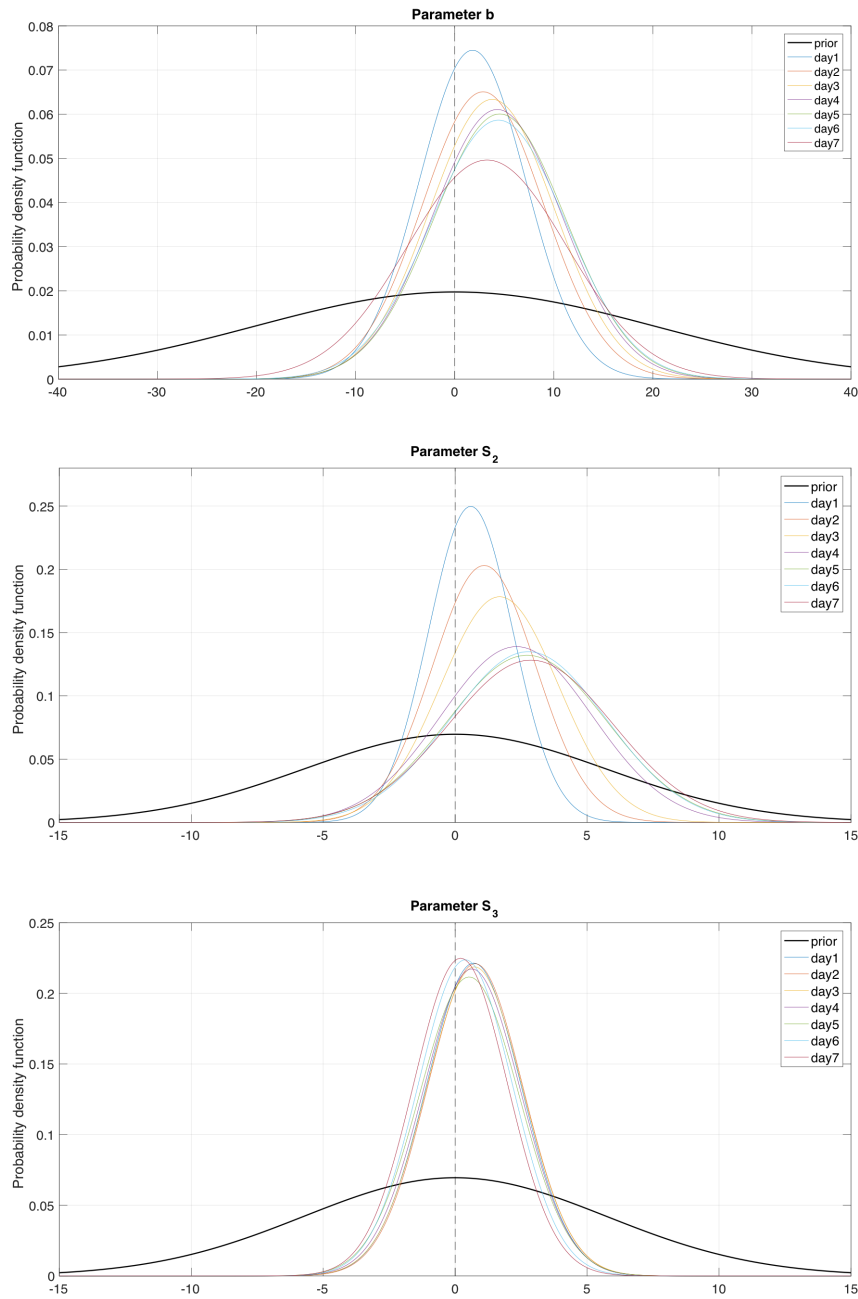 Parameter b
0.08
0.07
0.06
0.05
0.04
0.03
0.02
0.01
0
Probability density function
-40
-30
-20
-10
0
10
20
30
40
prior
day1
day2
day3
day4
day5
day6
day7
Parameter S2
0.25
0.2
0.15
0.1
0.05
0
Probability density function
-15
-10
-5
0
5
10
15
prior
day1
day2
day3
day4
day5
day6
day7
Parameter S3
0.25
0.2
0.15
0.1
0.05
0
Probability density function
-15
-10
-5
0
5
10
15
prior
day1
day2
day3
day4
day5
day6
day7